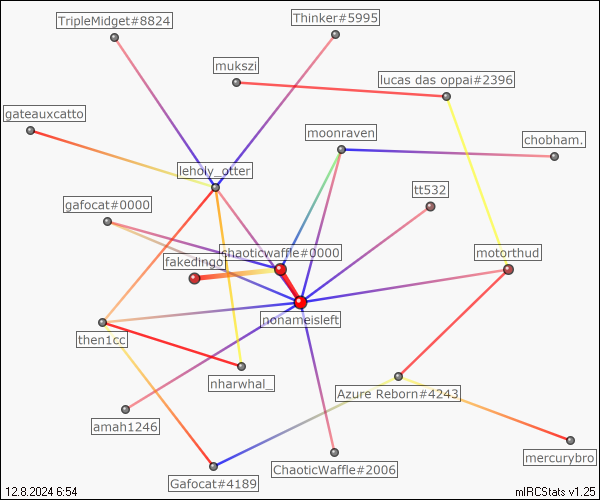 TripleMidget#8824
Thinker#5995
mukszi
lucas das oppai#2396
gateauxcatto
moonraven
chobham.
leholy_otter
tt532
gafocat#0000
chaoticwaffle#0000
motorthud
fakedingo
nonameisleft
then1cc
nharwhal_
Azure Reborn#4243
amah1246
mercurybro
ChaoticWaffle#2006
Gafocat#4189
12.8.2024 6:54
mIRCStats v1.25